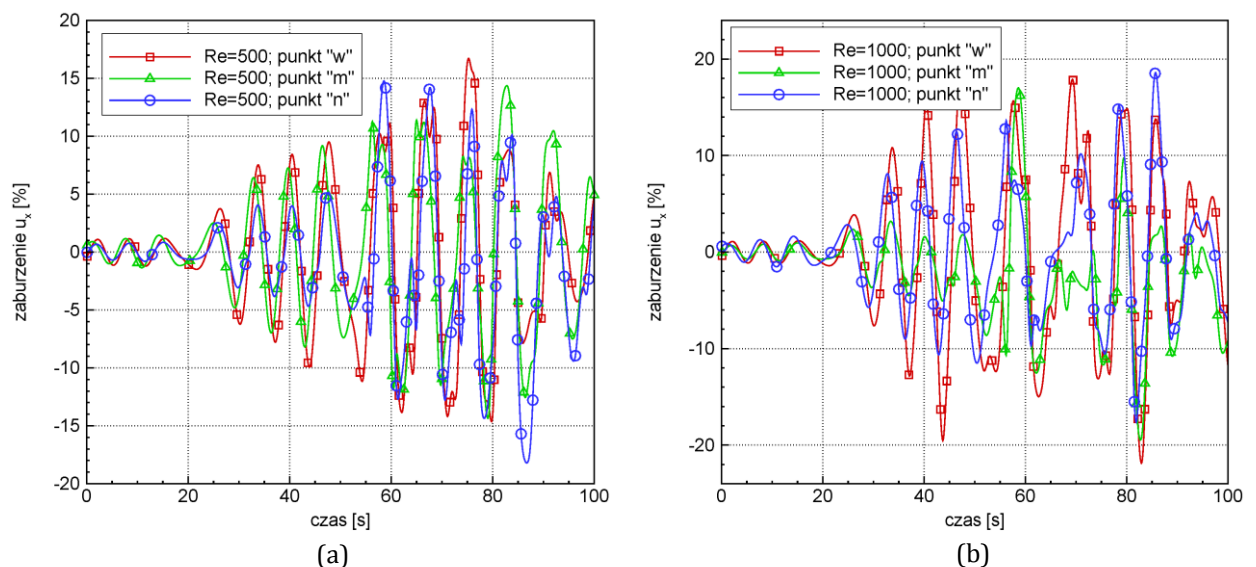 Re=500; punkt "w"
Re=500; punkt "m"
Re=500; punkt "n"
zaburzenie uₓ [%]
20
15
10
5
0
-5
-10
-15
-20
0 20 40 60 80 100
czas [s]
(a)
Re=1000; punkt "w"
Re=1000; punkt "m"
Re=1000; punkt "n"
zaburzenie uₓ [%]
20
10
0
-10
-20
0 20 40 60 80 100
czas [s]
(b)